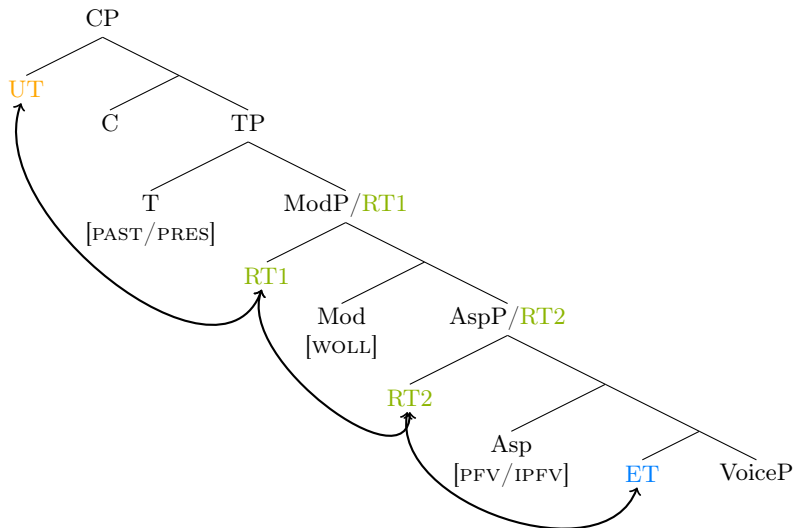 CP
UT
C
TP
T
[PAST/PRES]
ModP/RT1
RT1
Mod
[WOLL]
AspP/RT2
RT2
Asp
[PFV/IPFV]
ET
VoiceP